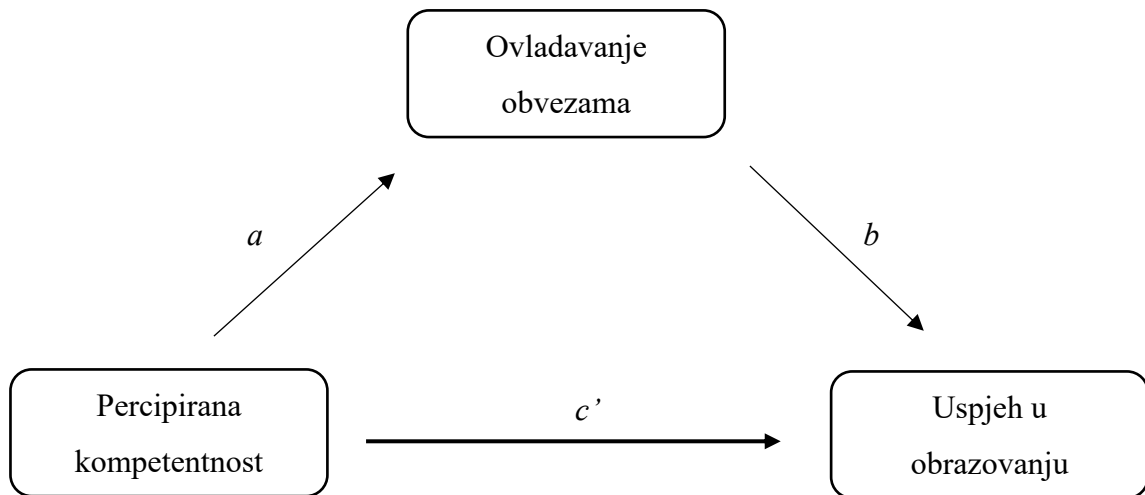 Ovladavanje
obvezama
a
b
Percipirana
kompetentnost
c’
Uspjeh u
obrazovanju